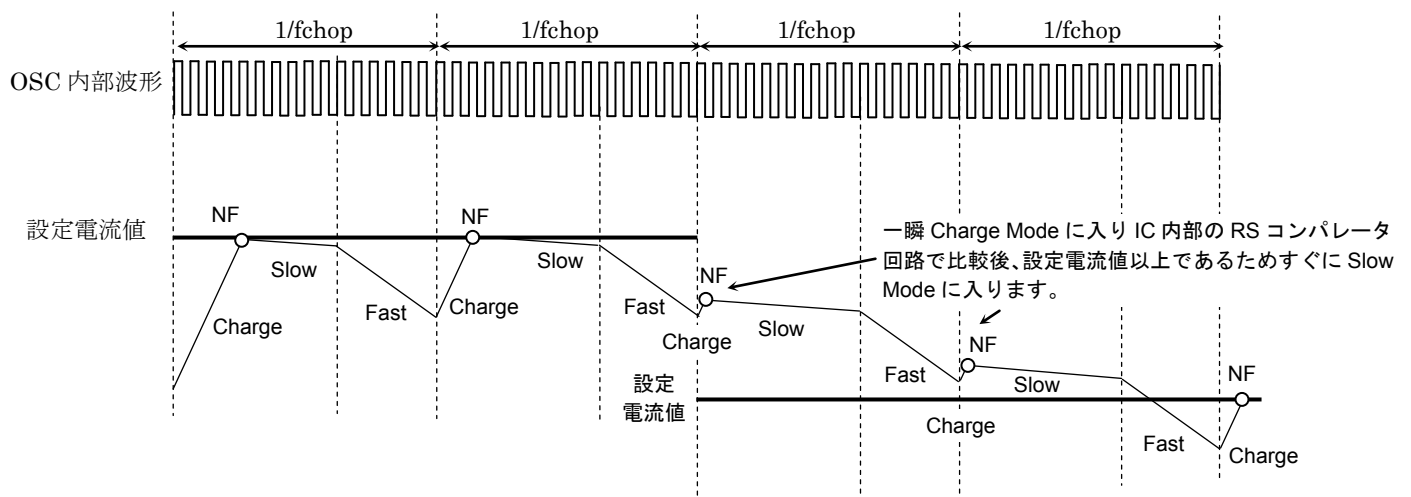 1/fchop
1/fchop
1/fchop
1/fchop
OSC 内部波形
設定電流値
NF
Slow
Charge
Fast
NF
Slow
Charge
Fast
NF
Slow
Charge
Fast
一瞬 Charge Mode に入り IC 内部の RS コンパレータ
回路で比較後、設定電流値以上であるためすぐに Slow
Mode に入ります。
NF
Slow
設定
電流値
Charge
Fast
NF
Charge